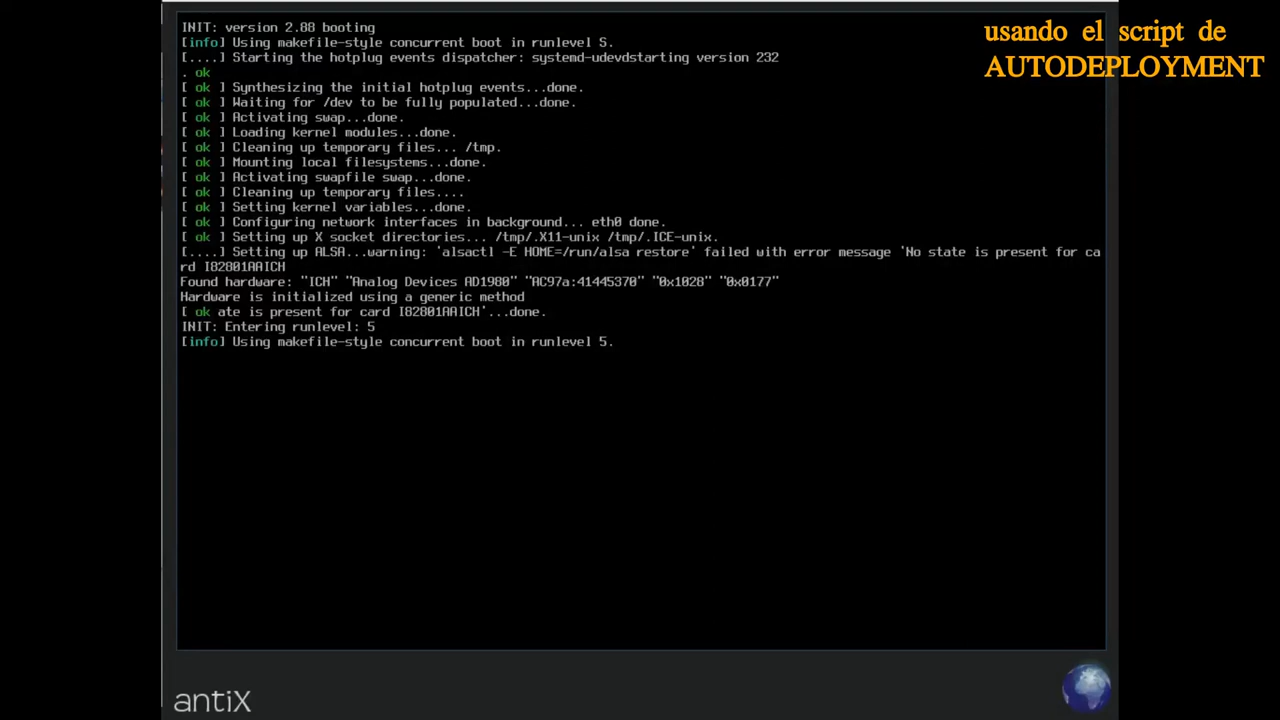 INIT: version 2.88 booting
[info] Using makefile-style concurrent boot in runlevel S.
[....] Starting the hotplug events dispatcher: systemd-udevdstarting version 232
. ok
[ ok ] Synthesizing the initial hotplug events...done.
[ ok ] Waiting for /dev to be fully populated...done.
[ ok ] Activating swap...done.
[ ok ] Loading kernel modules...done.
[ ok ] Cleaning up temporary files... /tmp.
[ ok ] Mounting local filesystems...done.
[ ok ] Activating swapfile swap...done.
[ ok ] Cleaning up temporary files....
[ ok ] Setting kernel variables...done.
[ ok ] Configuring network interfaces in background... eth0 done.
[ ok ] Setting up X socket directories... /tmp/.X11-unix /tmp/.ICE-unix.
[....] Setting up ALSA...warning: 'alsactl -E HOME=/run/alsa restore' failed with error message 'No state is present for ca
rd I82801AAICH
Found hardware: "ICH" "Analog Devices AD1980" "AC97a:41445370" "0x1028" "0x0177"
Hardware is initialized using a generic method
[ ok ate is present for card I82801AAICH'...done.
INIT: Entering runlevel: 5
[info] Using makefile-style concurrent boot in runlevel 5.
usando el script de
AUTODEPLOYMENT
antiX